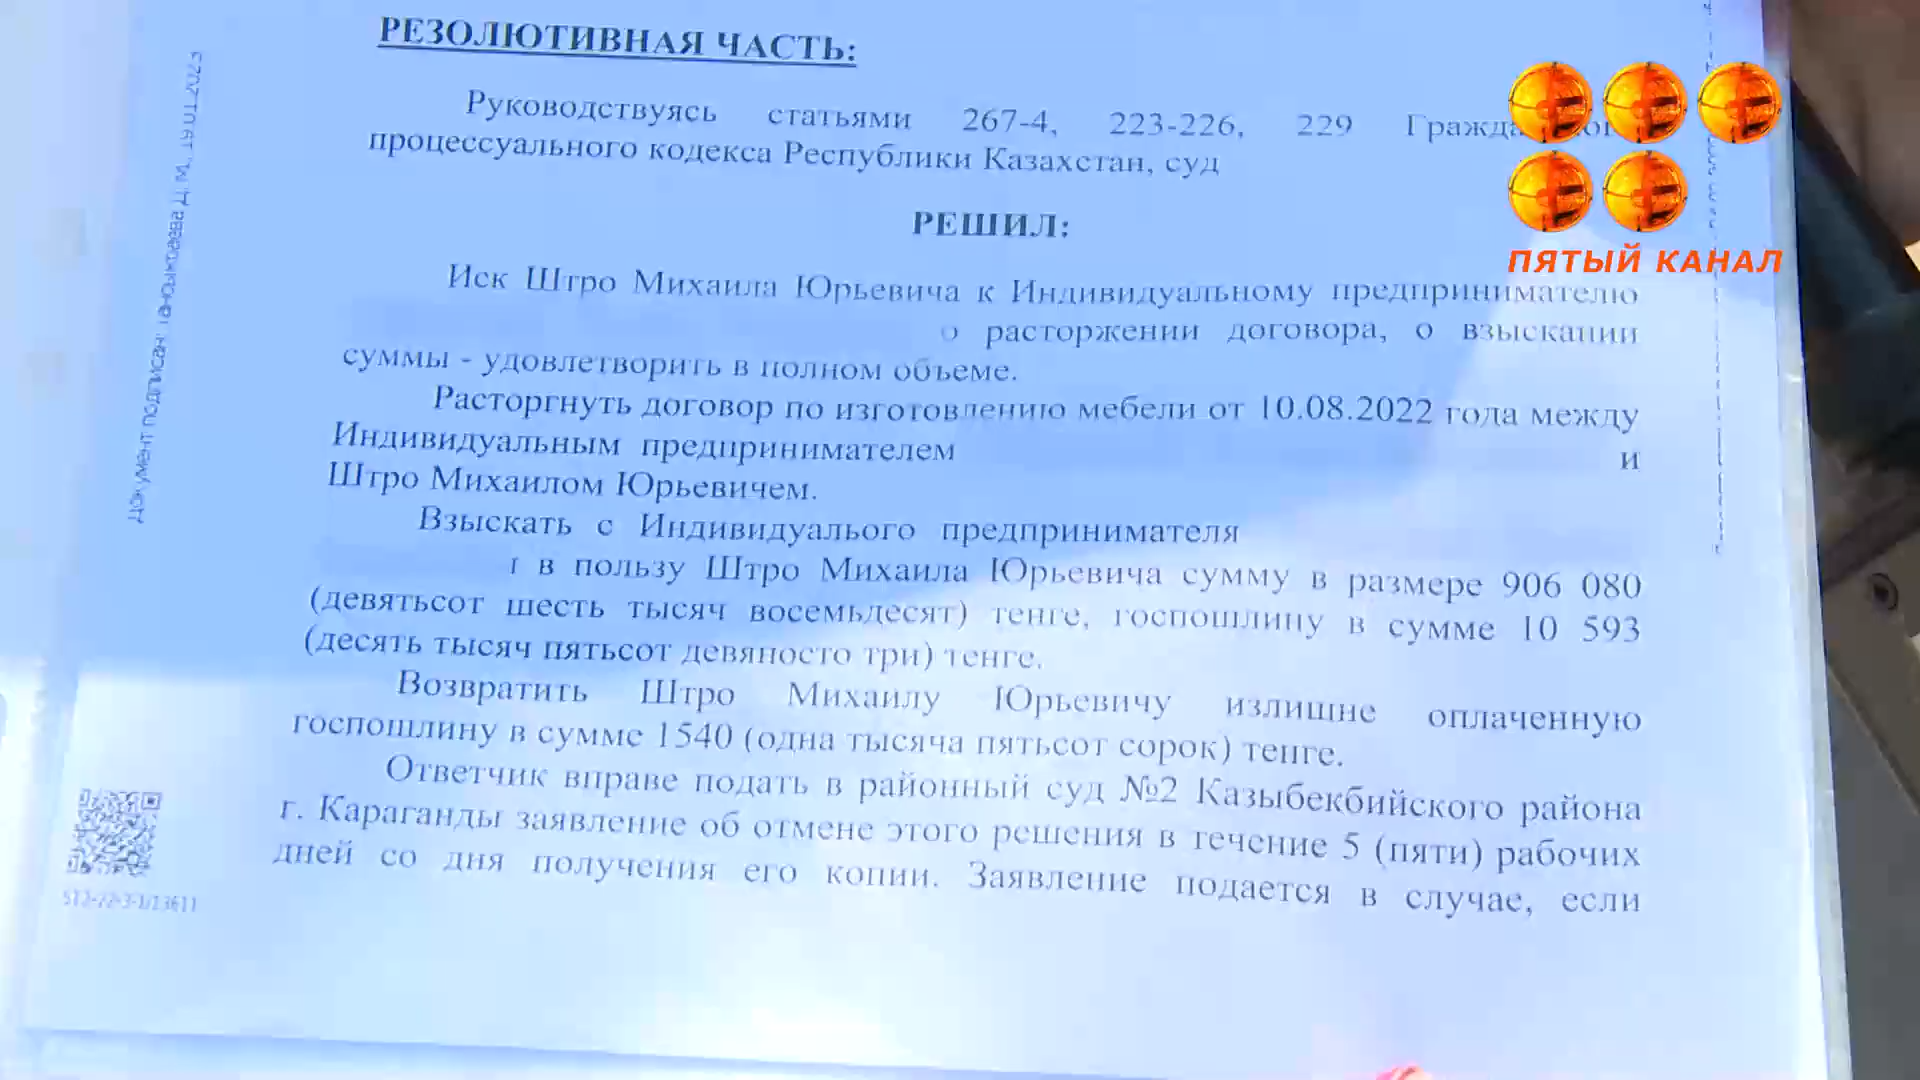 РЕЗОЛЮТИВНАЯ ЧАСТЬ:
Руководствуясь статьями 267-4, 223-226, 229
процессуального кодекса Республики Казахстан, суд
РЕШИЛ:
Иск Штро Михаила Юрьевича к Индивидуальному предпринимателю
о расторжении договора, о взыскании
суммы - удовлетворить в полном объеме.
Расторгнуть договор по изготовлению мебели от 10.08.2022 года между
Индивидуальным предпринимателем и
Штро Михаилом Юрьевичем.
Взыскать с Индивидуалього предпринимателя
в пользу Штро Михаила Юрьевича сумму в размере 906 080
(девятьсот шесть тысяч восемьдесят) тенге, госпошлину в сумме 10 593
(десять тысяч пятьсот девяносто три) тенге.
Возвратить Штро Михаилу Юрьевичу излишне оплаченную
госпошлину в сумме 1540 (одна тысяча пятьсот сорок) тенге.
Ответчик вправе подать в районный суд №2 Казыбекбийского района
г. Караганды заявление об отмене этого решения в течение 5 (пяти) рабочих
дней со дня получения его копии. Заявление подается в случае, если
Документ подписан: Д. М. 19.01.2023
ПЯТЫЙ КАНАЛ